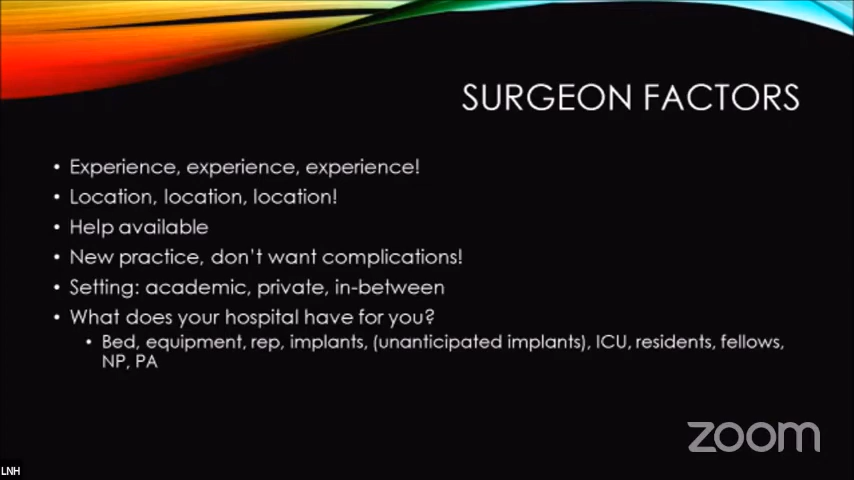 SURGEON FACTORS
• Experience, experience, experience!
• Location, location, location!
• Help available
• New practice, don't want complications!
• Setting: academic, private, in-between
• What does your hospital have for you?
• Bed, equipment, rep, implants, (unanticipated implants), ICU, residents, fellows,
NP, PA
zoom
LNH